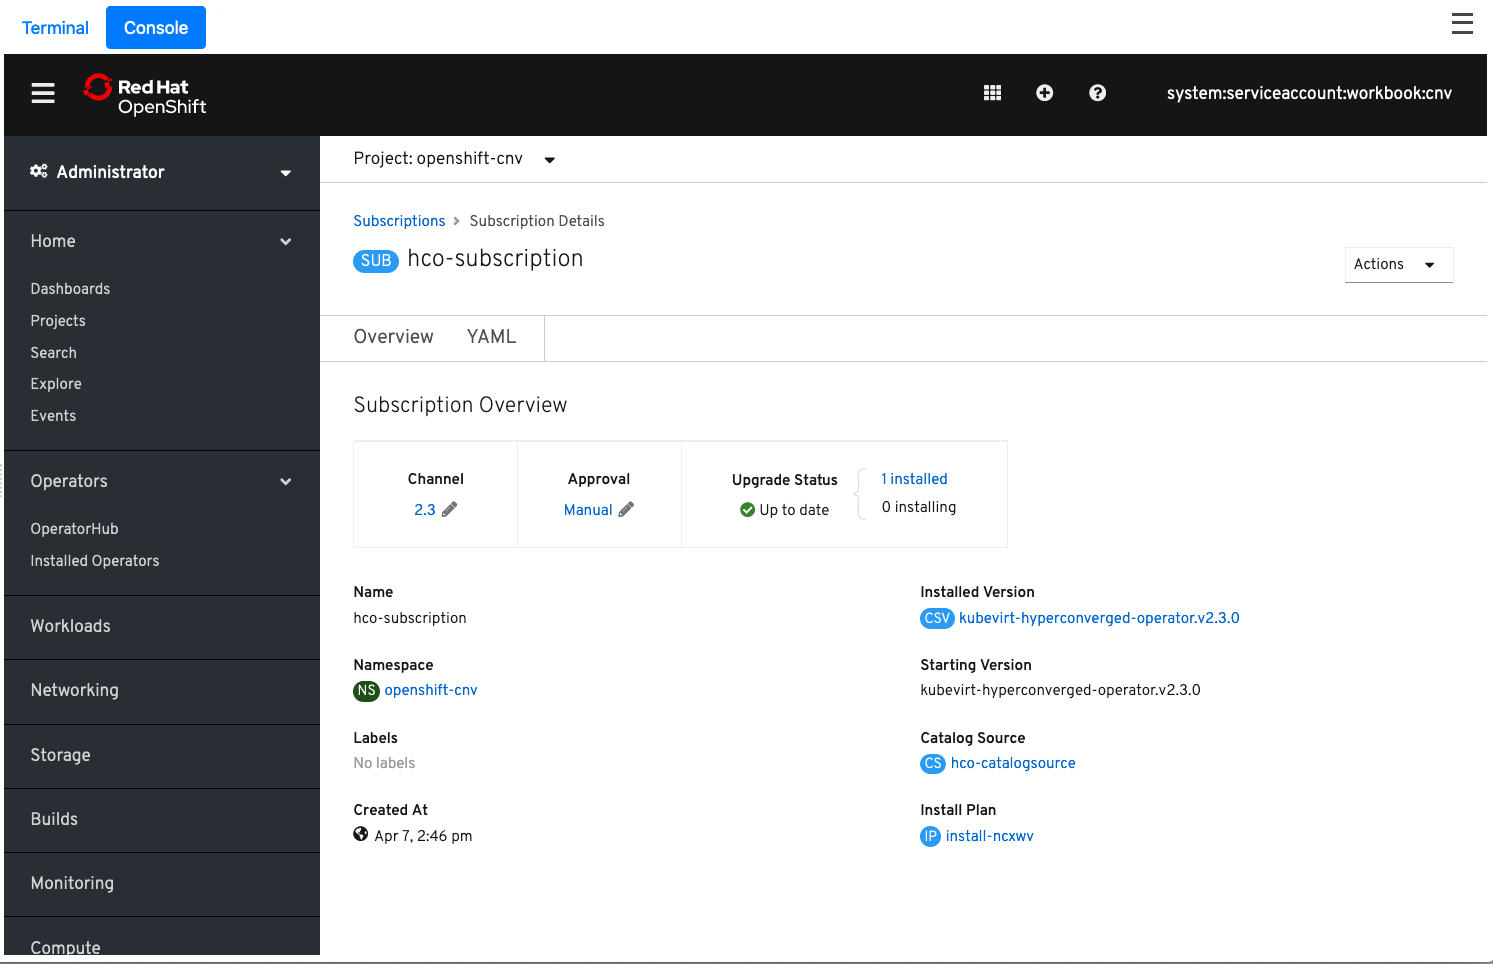 Terminal
Console
Red Hat
OpenShift
system:serviceaccount:workbook:cnv
Administrator
Home
Dashboards
Projects
Search
Explore
Events
Operators
OperatorHub
Installed Operators
Workloads
Networking
Storage
Builds
Monitoring
Compute
Project: openshift-cnv
Subscriptions > Subscription Details
SUB hco-subscription
Actions
Overview YAML
Subscription Overview
Channel
2.3
Approval
Manual
Upgrade Status
Up to date
1 installed
0 installing
Name
hco-subscription
Namespace
NS openshift-cnv
Labels
No labels
Created At
Apr 7, 2:46 pm
Installed Version
CSV kubevirt-hyperconverged-operator.v2.3.0
Starting Version
kubevirt-hyperconverged-operator.v2.3.0
Catalog Source
CS hco-catalogsource
Install Plan
IP install-ncxwv